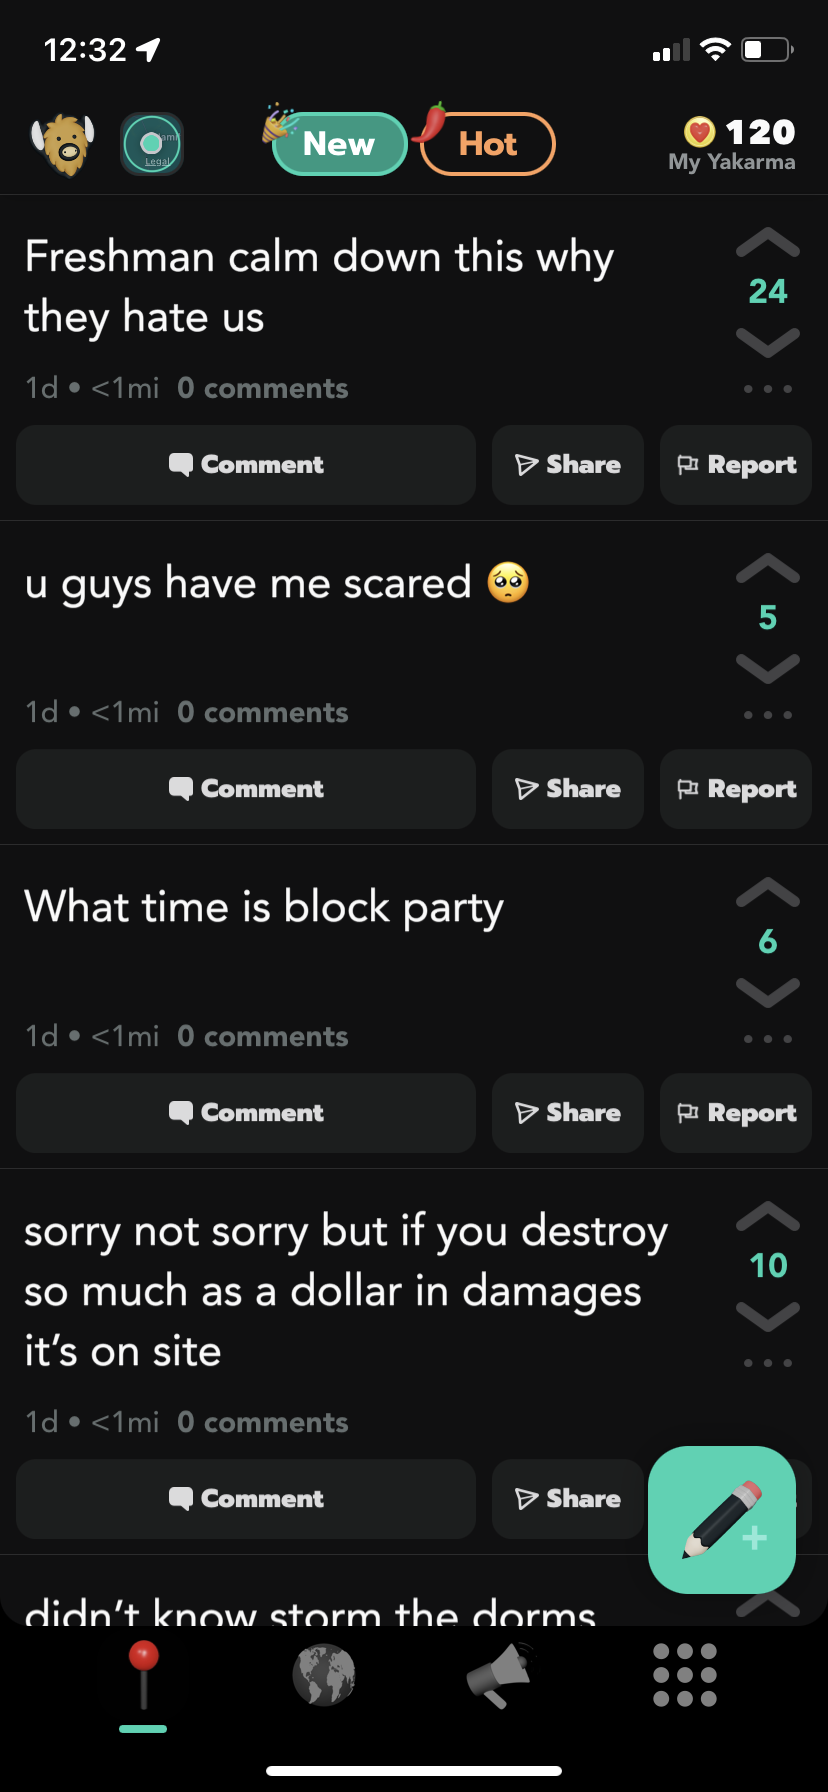 12:32
Legal
New
Hot
120
My Yakarma
Freshman calm down this why
they hate us
24
1d • <1mi 0 comments
Comment
Share
Report
u guys have me scared 🥺
5
1d • <1mi 0 comments
Comment
Share
Report
What time is block party
6
1d • <1mi 0 comments
Comment
Share
Report
sorry not sorry but if you destroy
so much as a dollar in damages
it’s on site
10
1d • <1mi 0 comments
Comment
Share
didn’t know storm the dorms